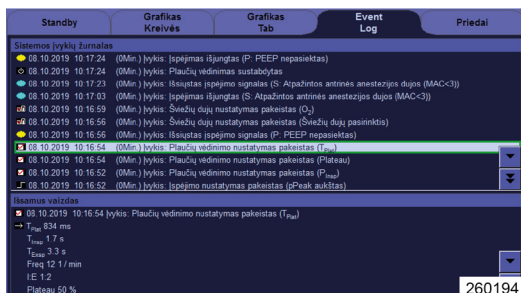 Standby
Grafikas Kreivės
Grafikas Tab
Event Log
Priedai
Sistemos įvykių žurnalas
08.10.2019 10:17:24 (0Min.) Įvykis: Įspėjimas išjungtas (P: PEEP nepasiektas)
08.10.2019 10:17:24 (0Min.) Įvykis: Plaučių vėdinimas sustabdytas
08.10.2019 10:17:23 (0Min.) Įvykis: Išsiųstas įspėjimo signalas (S: Atpažintos antrinės anestezijos dujos (MAC<3))
08.10.2019 10:17:03 (0Min.) Įvykis: Įspėjimas išjungtas (S: Atpažintos antrinės anestezijos dujos (MAC<3))
08.10.2019 10:16:59 (0Min.) Įvykis: Šviežių dujų nustatymas pakeistas (O₂)
08.10.2019 10:16:56 (0Min.) Įvykis: Šviežių dujų nustatymas pakeistas (Šviežių dujų pasirinktis)
08.10.2019 10:16:56 (0Min.) Įvykis: Išsiųstas įspėjimo signalas (P: PEEP nepasiektas)
08.10.2019 10:16:54 (0Min.) Įvykis: Plaučių vėdinimo nustatymas pakeistas (T_Plat)
08.10.2019 10:16:54 (0Min.) Įvykis: Plaučių vėdinimo nustatymas pakeistas (Plateau)
08.10.2019 10:16:52 (0Min.) Įvykis: Plaučių vėdinimo nustatymas pakeistas (P_Insp)
08.10.2019 10:16:52 (0Min.) Įvykis: Įspėjimo nustatymas pakeistas (pPeak aukštas)
Išsamus vaizdas
08.10.2019 10:16:54 Įvykis: Plaučių vėdinimo nustatymas pakeistas (T_Plat)
T_Plat 834 ms
T_Insp 1.7 s
T_Exsp 3.3 s
Freq 12 1 / min
I:E 1:2
Plateau 50 %
260194